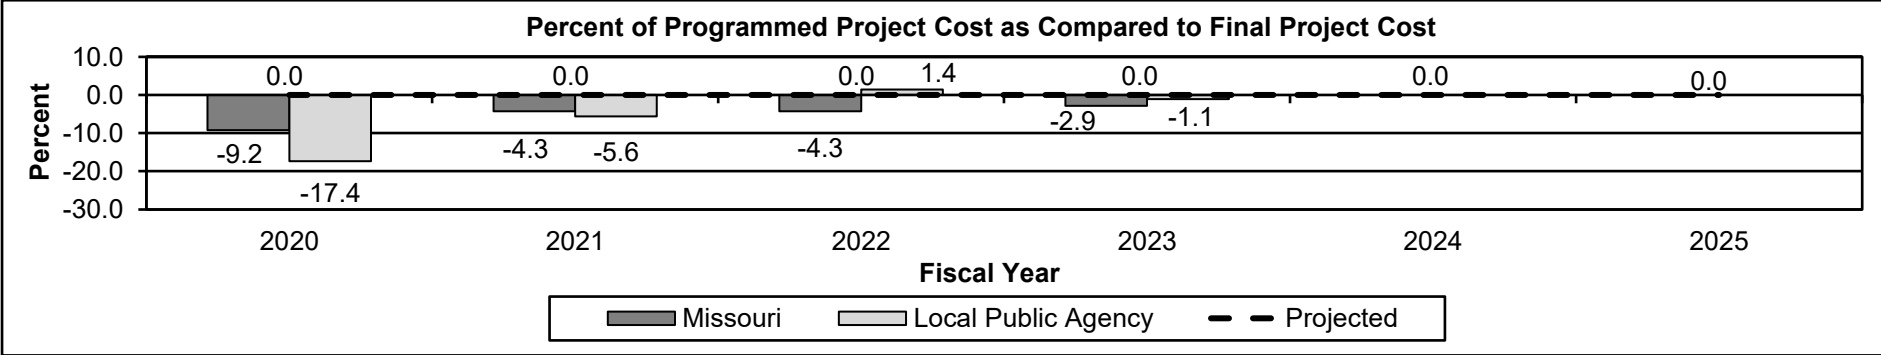 Percent of Programmed Project Cost as Compared to Final Project Cost
Percent
10.0
0.0
-10.0
-20.0
-30.0
0.0 0.0 0.0 1.4 0.0 0.0 0.0
-9.2 -4.3 -5.6 -4.3 -2.9 -1.1
-17.4
2020 2021 2022 2023 2024 2025
Fiscal Year
Missouri Local Public Agency Projected